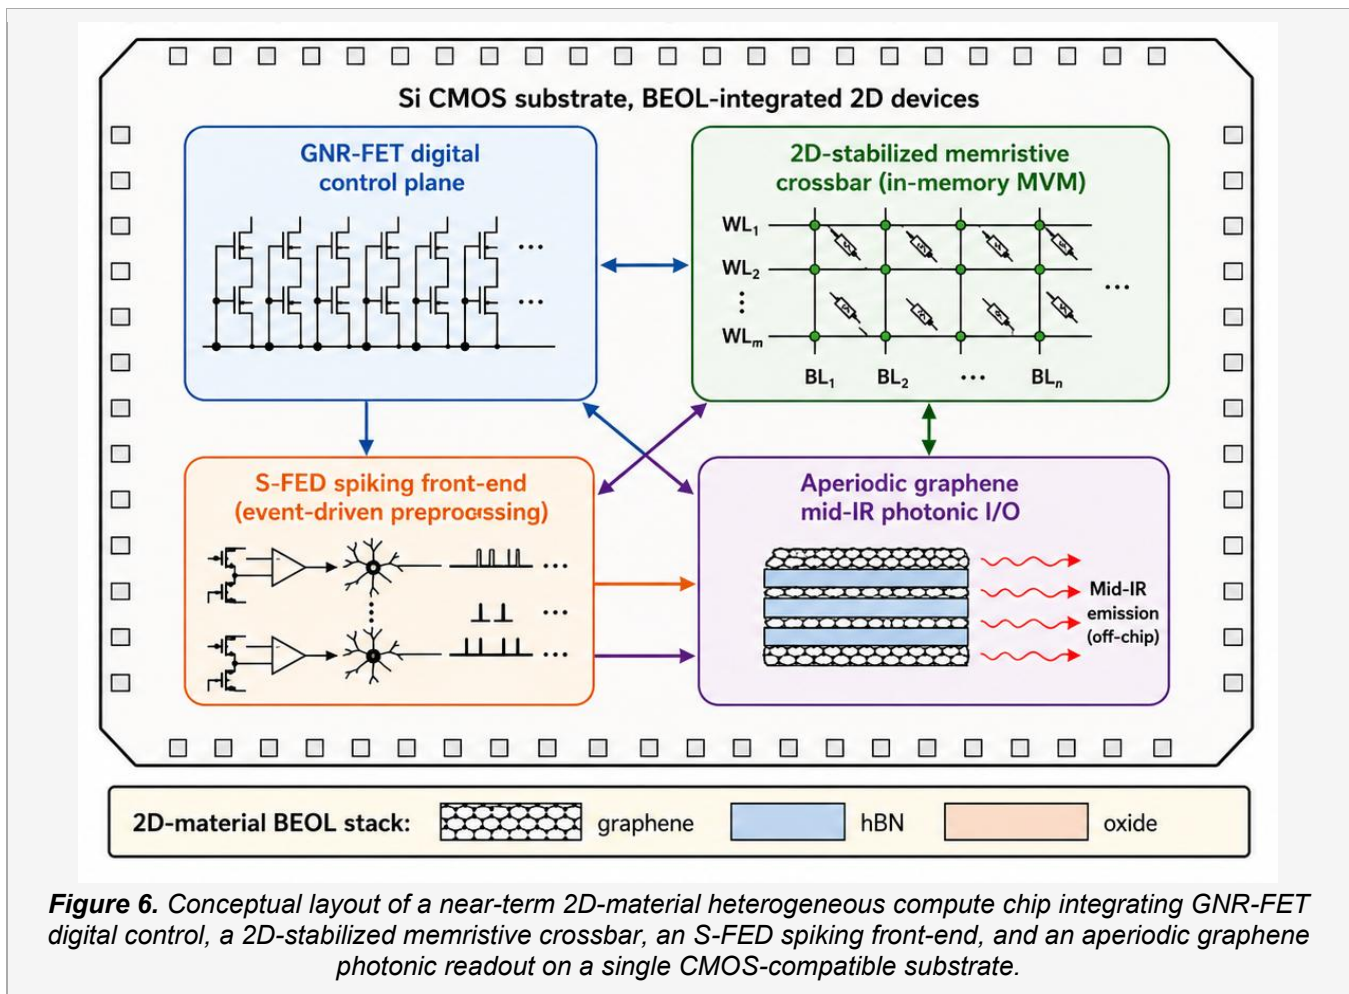 Si CMOS substrate, BEOL-integrated 2D devices
GNR-FET digital
control plane
...
...
2D-stabilized memristive
crossbar (in-memory MVM)
WL1
WL2
⋮
WLm
...
BL1 BL2 ... BLn
S-FED spiking front-end
(event-driven preprocessing)
...
...
...
Aperiodic graphene
mid-IR photonic I/O
Mid-IR
emission
(off-chip)
2D-material BEOL stack: graphene hBN oxide
Figure 6. Conceptual layout of a near-term 2D-material heterogeneous compute chip integrating GNR-FET
digital control, a 2D-stabilized memristive crossbar, an S-FED spiking front-end, and an aperiodic graphene
photonic readout on a single CMOS-compatible substrate.